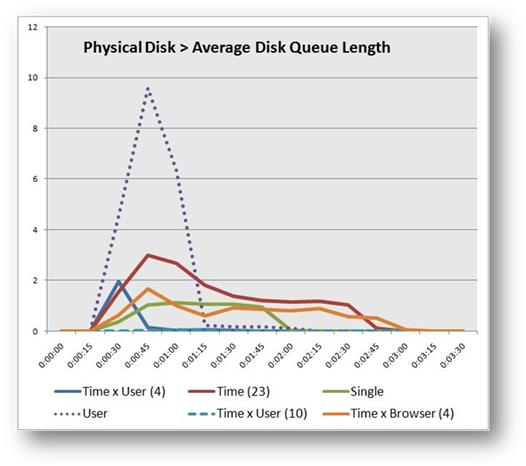 Physical Disk > Average Disk Queue Length
12
10
8
6
4
2
0
0:00:00 0:00:15 0:00:30 0:00:45 0:01:00 0:01:15 0:01:30 0:01:45 0:02:00 0:02:15 0:02:30 0:02:45 0:03:00 0:03:15 0:03:30
Time x User (4) Time (23) Single
User Time x User (10) Time x Browser (4)